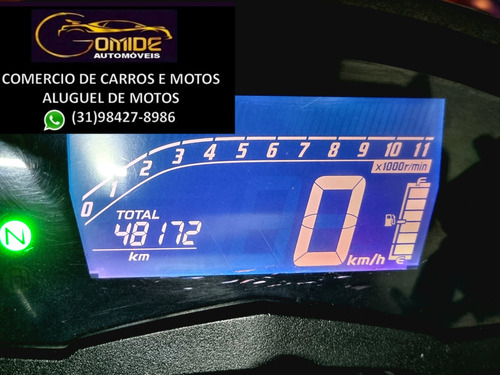 GOMIDE
AUTOMÓVEIS
COMERCIO DE CARROS E MOTOS
ALUGUEL DE MOTOS
(31)98427-8986
0 1 2 3 4 5 6 7 8 9 10 11
x1000r/min
N
TOTAL
48172
km
0
km/h
F
E